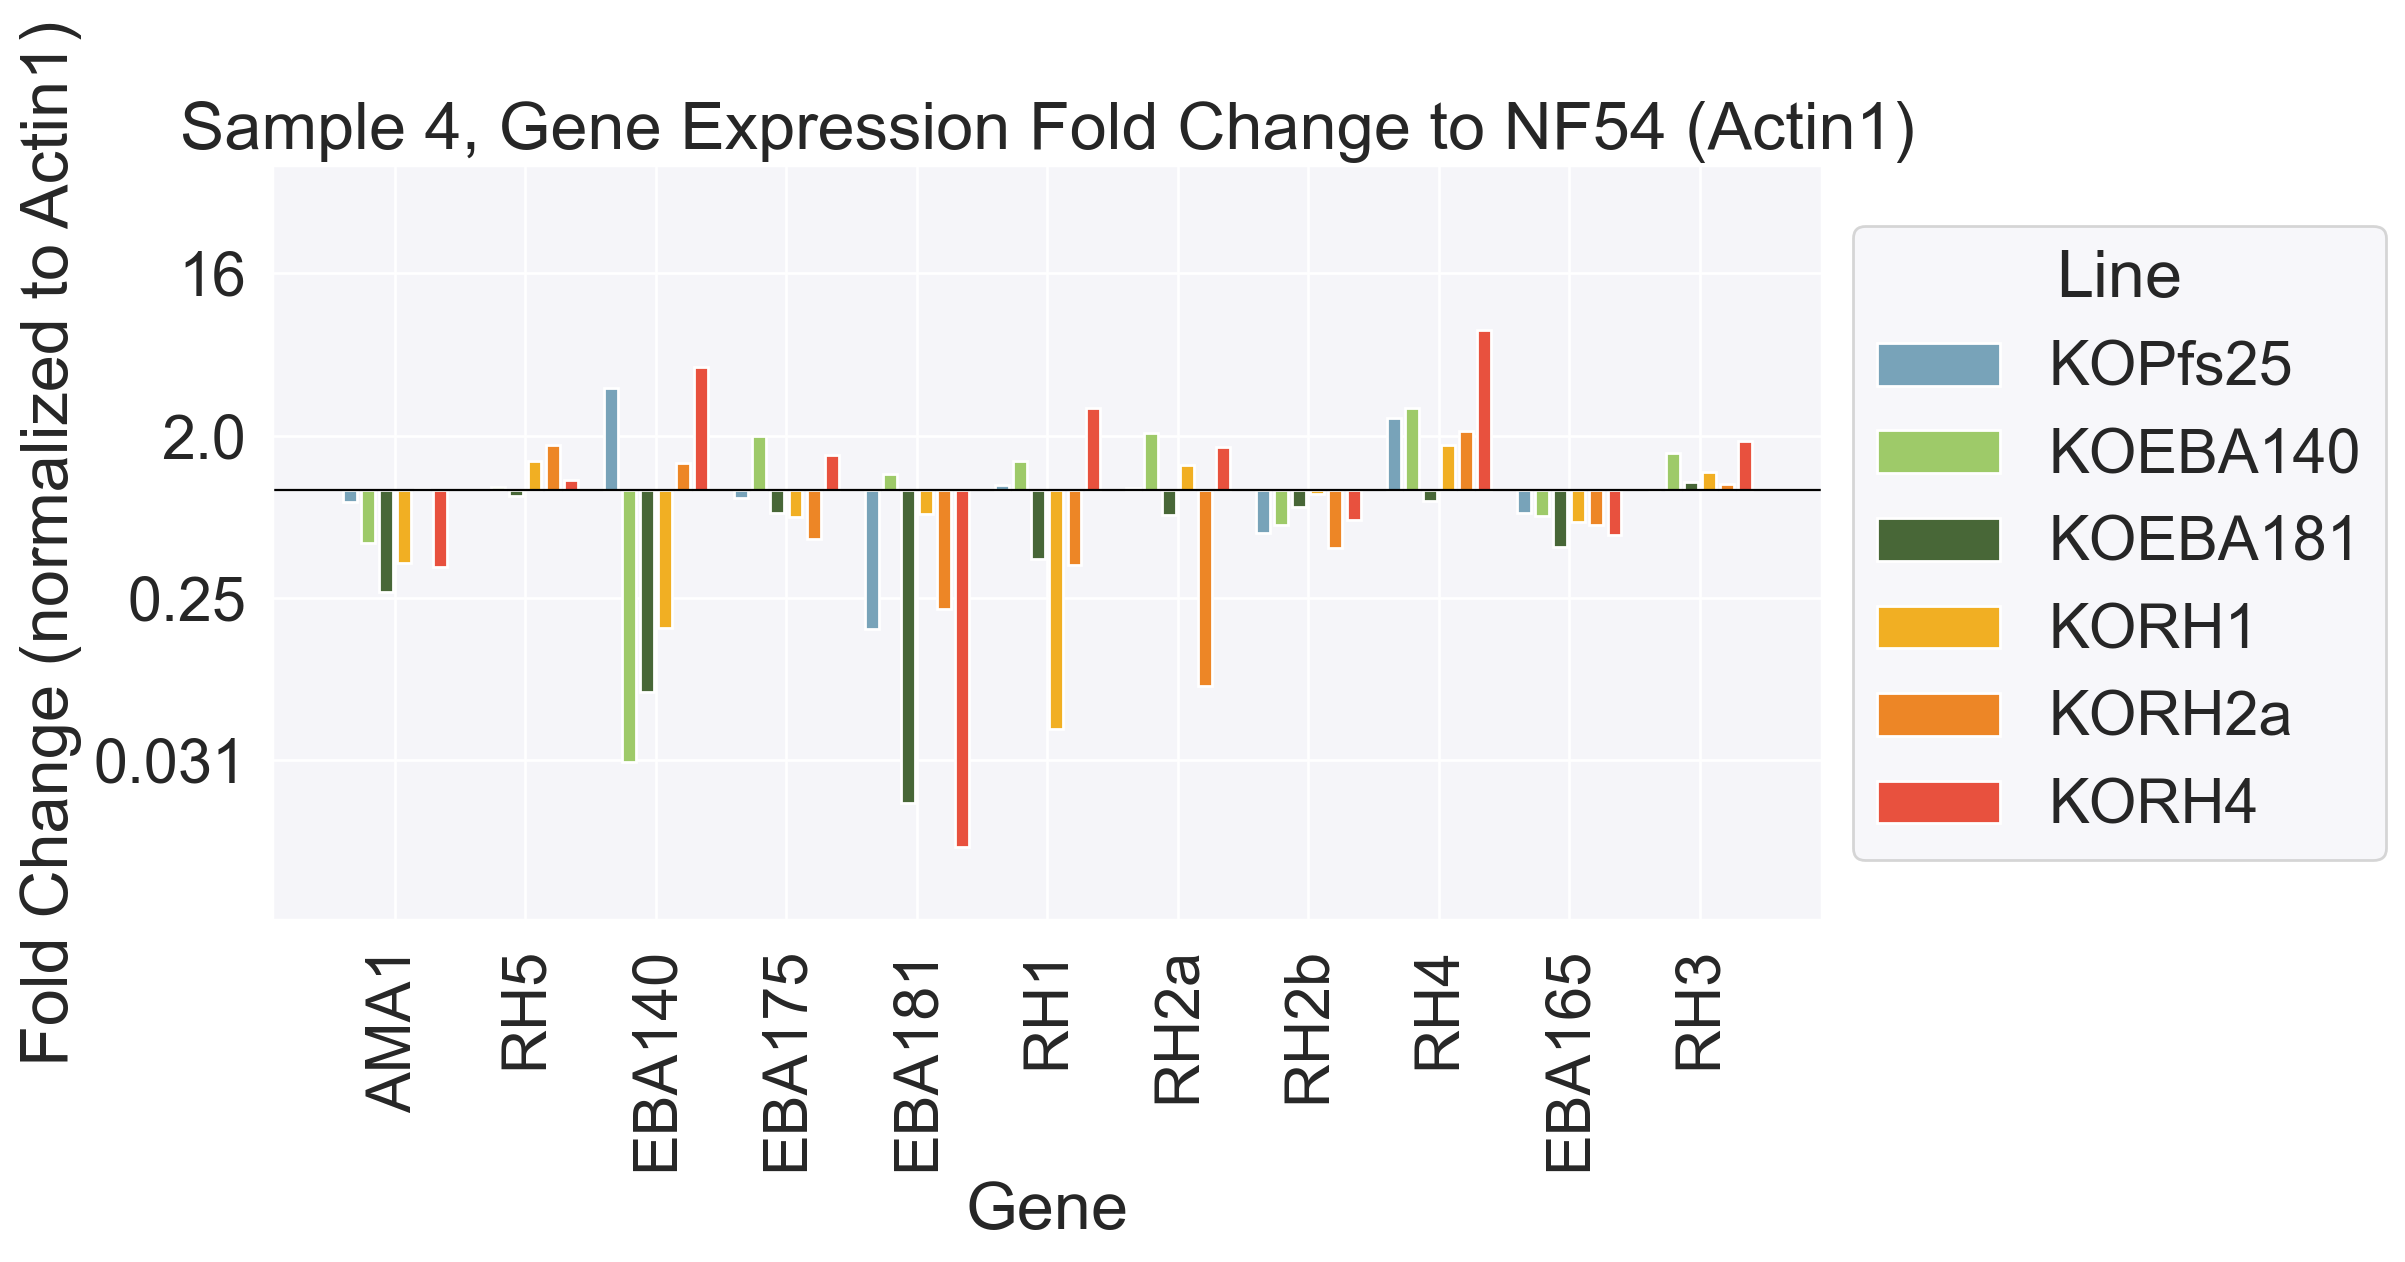 Sample 4, Gene Expression Fold Change to NF54 (Actin1)
Fold Change (normalized to Actin1)
16
2.0
0.25
0.031
AMA1
RH5
EBA140
EBA175
EBA181
RH1
RH2a
RH2b
RH4
EBA165
RH3
Gene
Line
KOPfs25
KOEBA140
KOEBA181
KORH1
KORH2a
KORH4